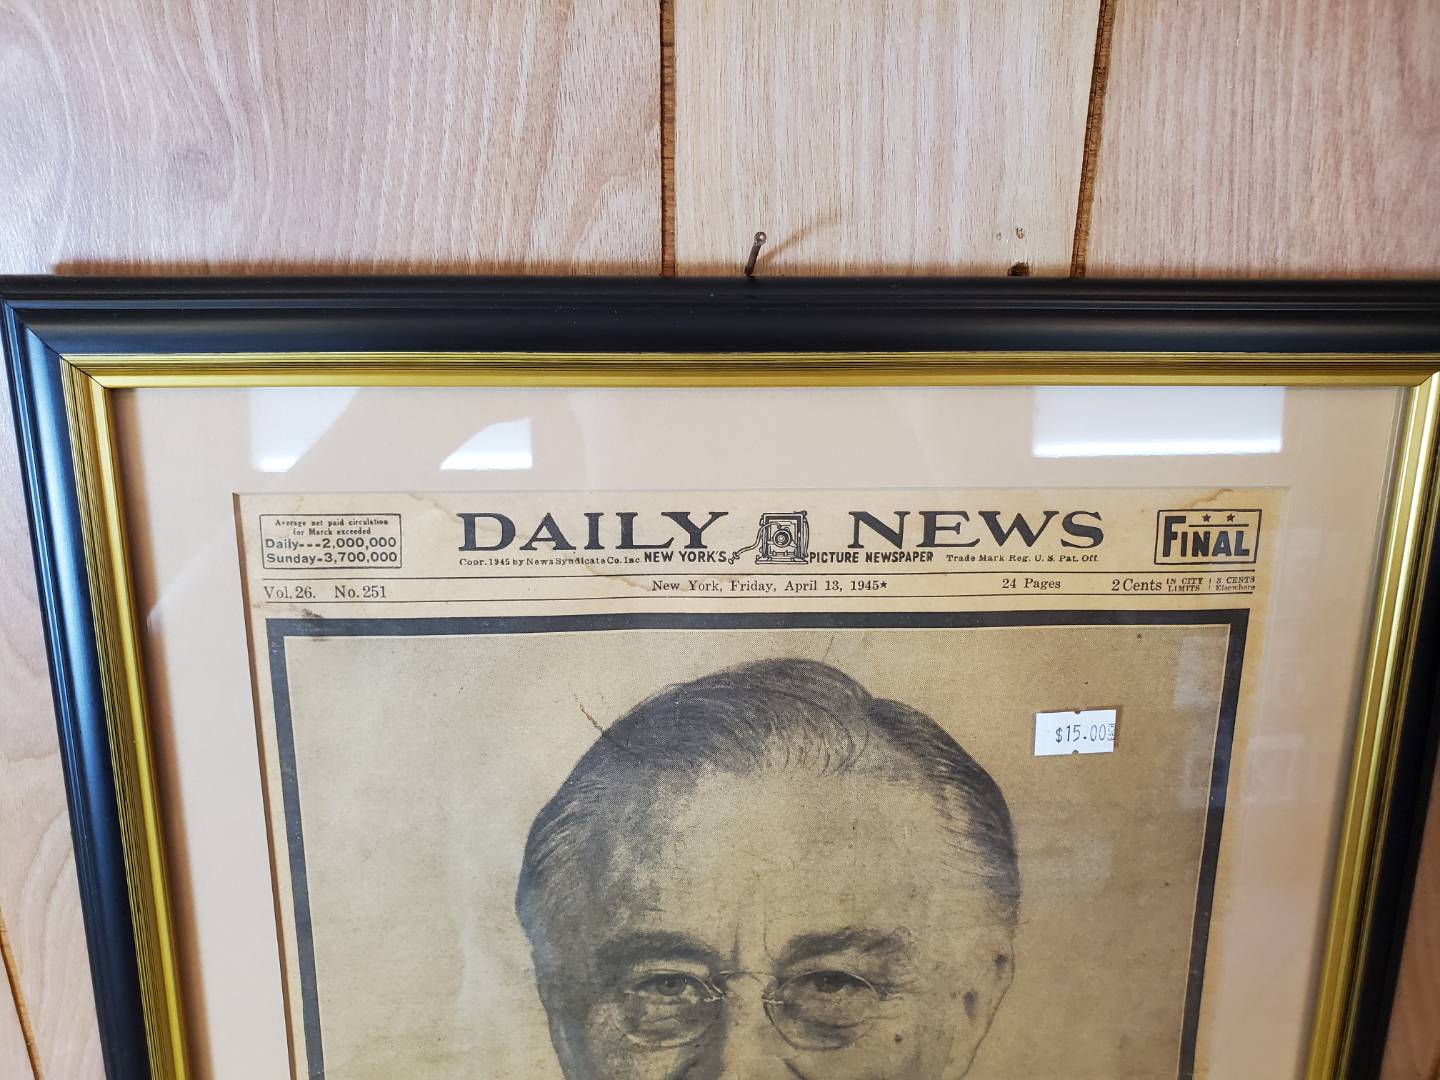 Average net paid circulation
for March exceeded
Daily---2,000,000
Sunday-3,700,000
DAILY NEWS
Copr. 1945 by News Syndicate Co. Inc. NEW YORK'S PICTURE NEWSPAPER Trade Mark Reg. U. S. Pat. Off.
FINAL
Vol. 26. No. 251 New York, Friday, April 13, 1945★ 24 Pages 2 Cents IN CITY LIMITS | 3 CENTS Elsewhere
$15.00 EACH